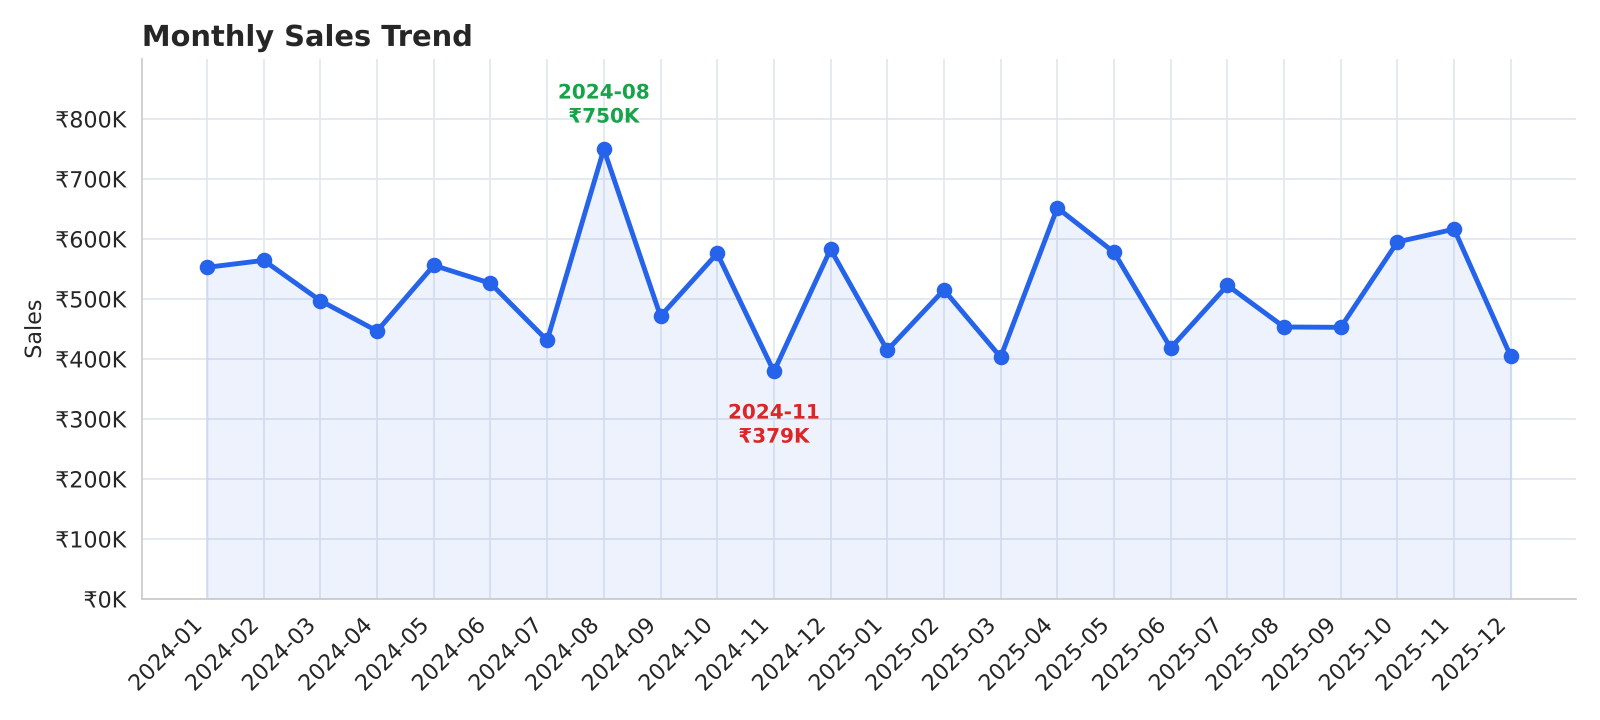 Monthly Sales Trend
2024-08
₹750K
₹800K
₹700K
₹600K
₹500K
₹400K
₹300K
₹200K
₹100K
₹0K
Sales
2024-11
₹379K
2024-01
2024-02
2024-03
2024-04
2024-05
2024-06
2024-07
2024-08
2024-09
2024-10
2024-11
2024-12
2025-01
2025-02
2025-03
2025-04
2025-05
2025-06
2025-07
2025-08
2025-09
2025-10
2025-11
2025-12